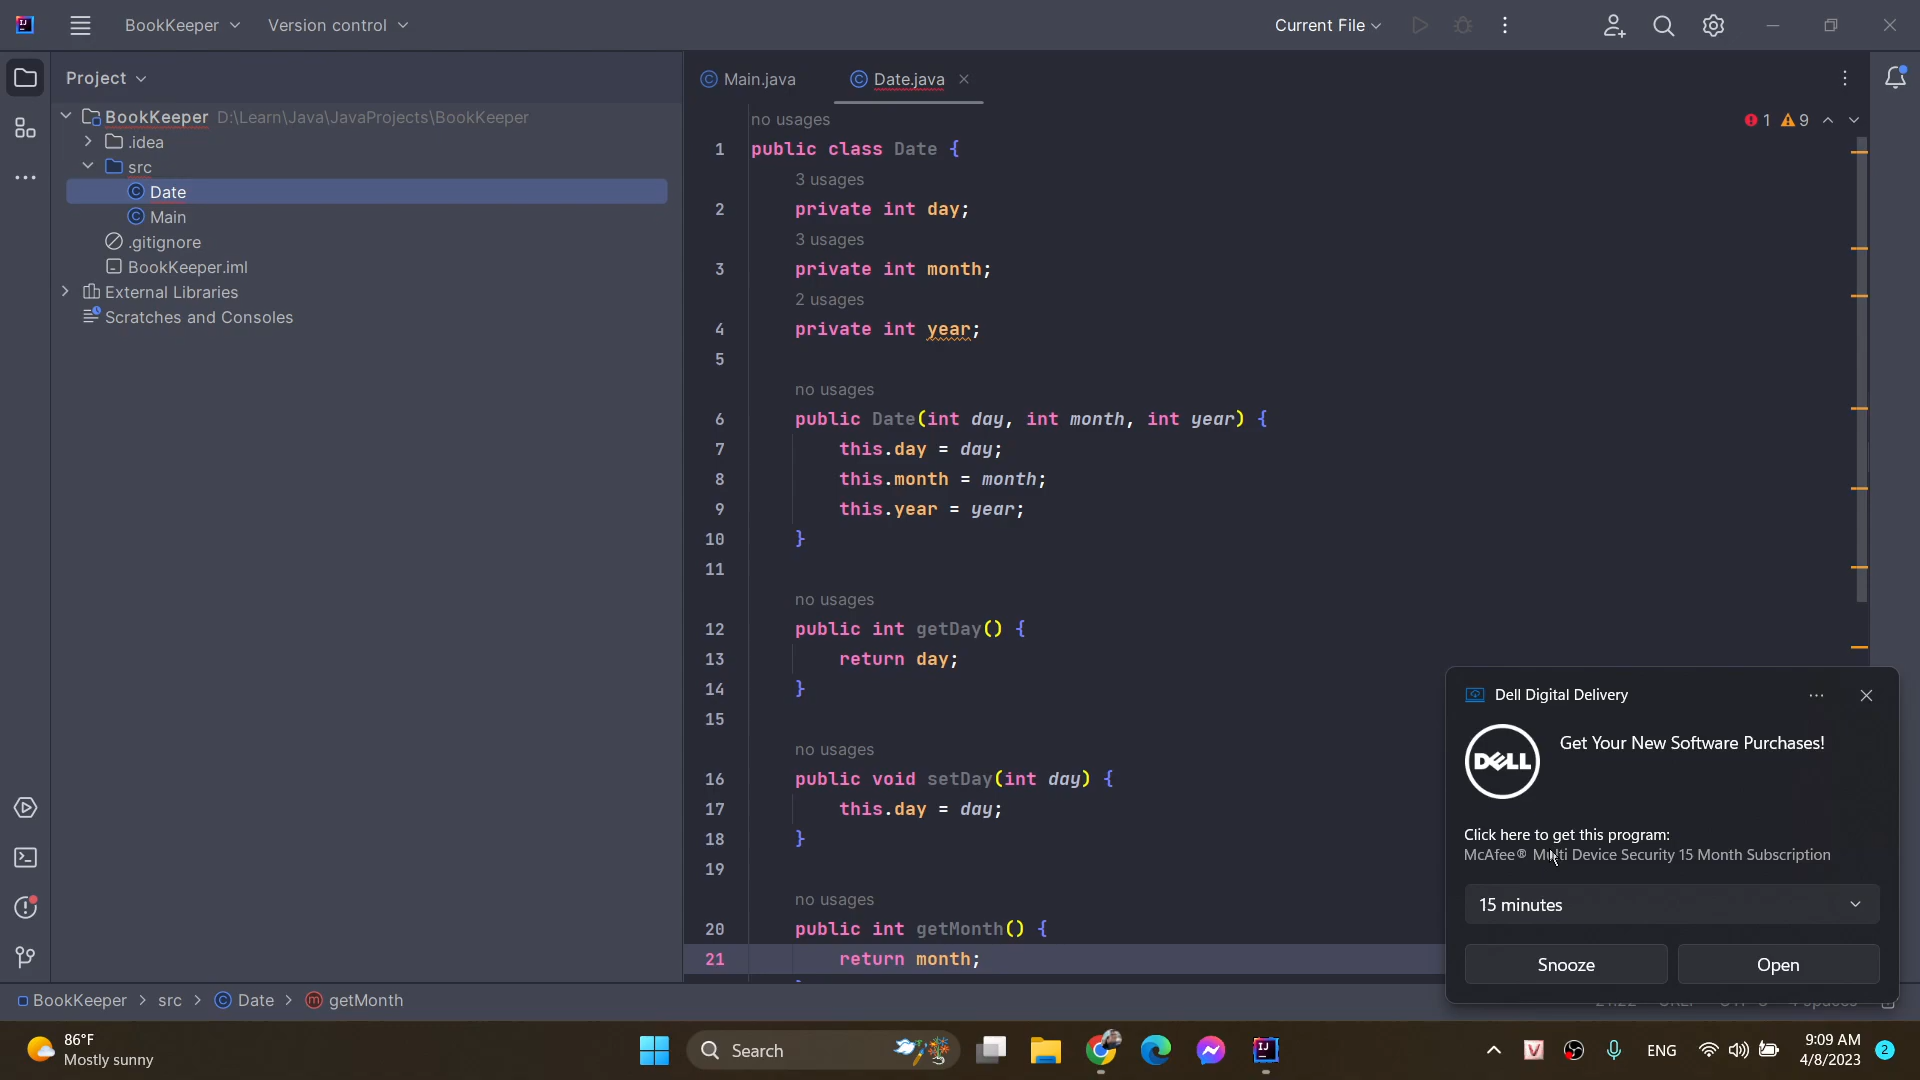 BookKeeper
Version control
Current File
Project
BookKeeper D:\Learn\Java\JavaProjects\BookKeeper
.idea
src
Date
Main
.gitignore
BookKeeper.iml
External Libraries
Scratches and Consoles
Main.java
Date.java
1
9
no usages
1 public class Date {
3 usages
2 private int day;
3 usages
3 private int month;
2 usages
4 private int year;
5
no usages
6 public Date(int day, int month, int year) {
7 this.day = day;
8 this.month = month;
9 this.year = year;
10 }
11
no usages
12 public int getDay() {
13 return day;
14 }
15
no usages
16 public void setDay(int day) {
17 this.day = day;
18 }
19
no usages
20 public int getMonth() {
21 return month;
Dell Digital Delivery
DELL
Get Your New Software Purchases!
Click here to get this program:
McAfee® Multi Device Security 15 Month Subscription
15 minutes
Snooze
Open
BookKeeper > src > Date > getMonth
86°F
Mostly sunny
Search
ENG
9:09 AM
4/8/2023
2